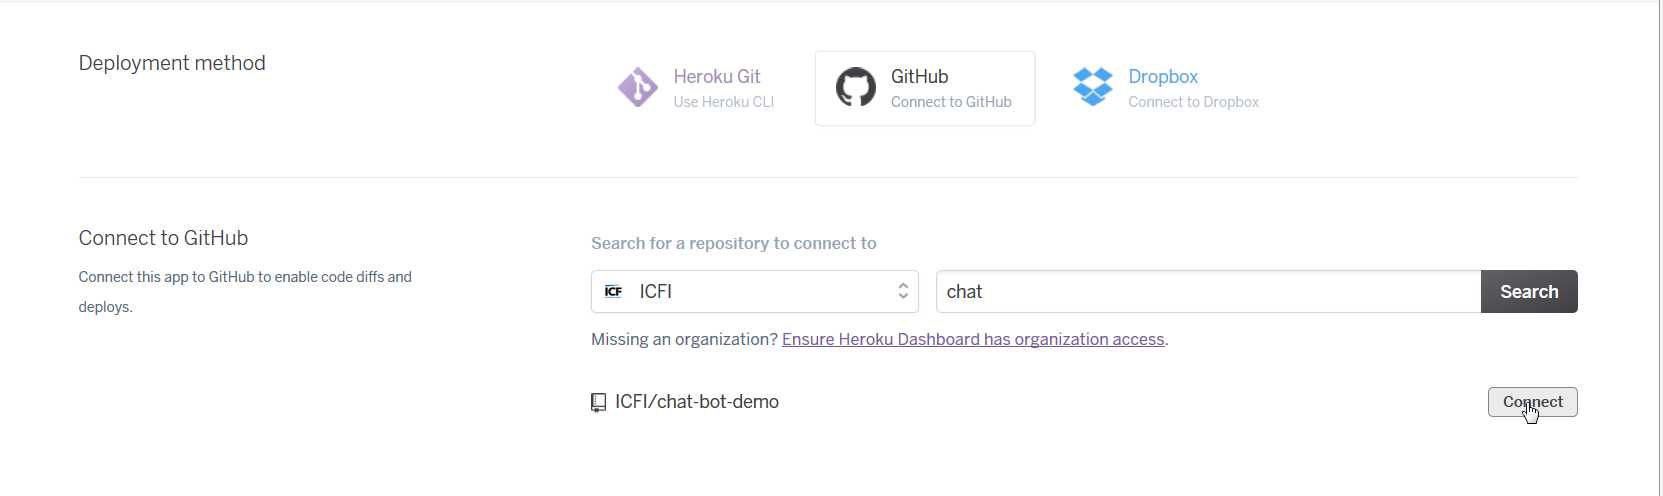 Deployment method
Heroku Git
Use Heroku CLI
GitHub
Connect to GitHub
Dropbox
Connect to Dropbox
Connect to GitHub
Connect this app to GitHub to enable code diffs and
deploys.
Search for a repository to connect to
ICF ICFI
chat
Search
Missing an organization? Ensure Heroku Dashboard has organization access.
ICFI/chat-bot-demo
Connect